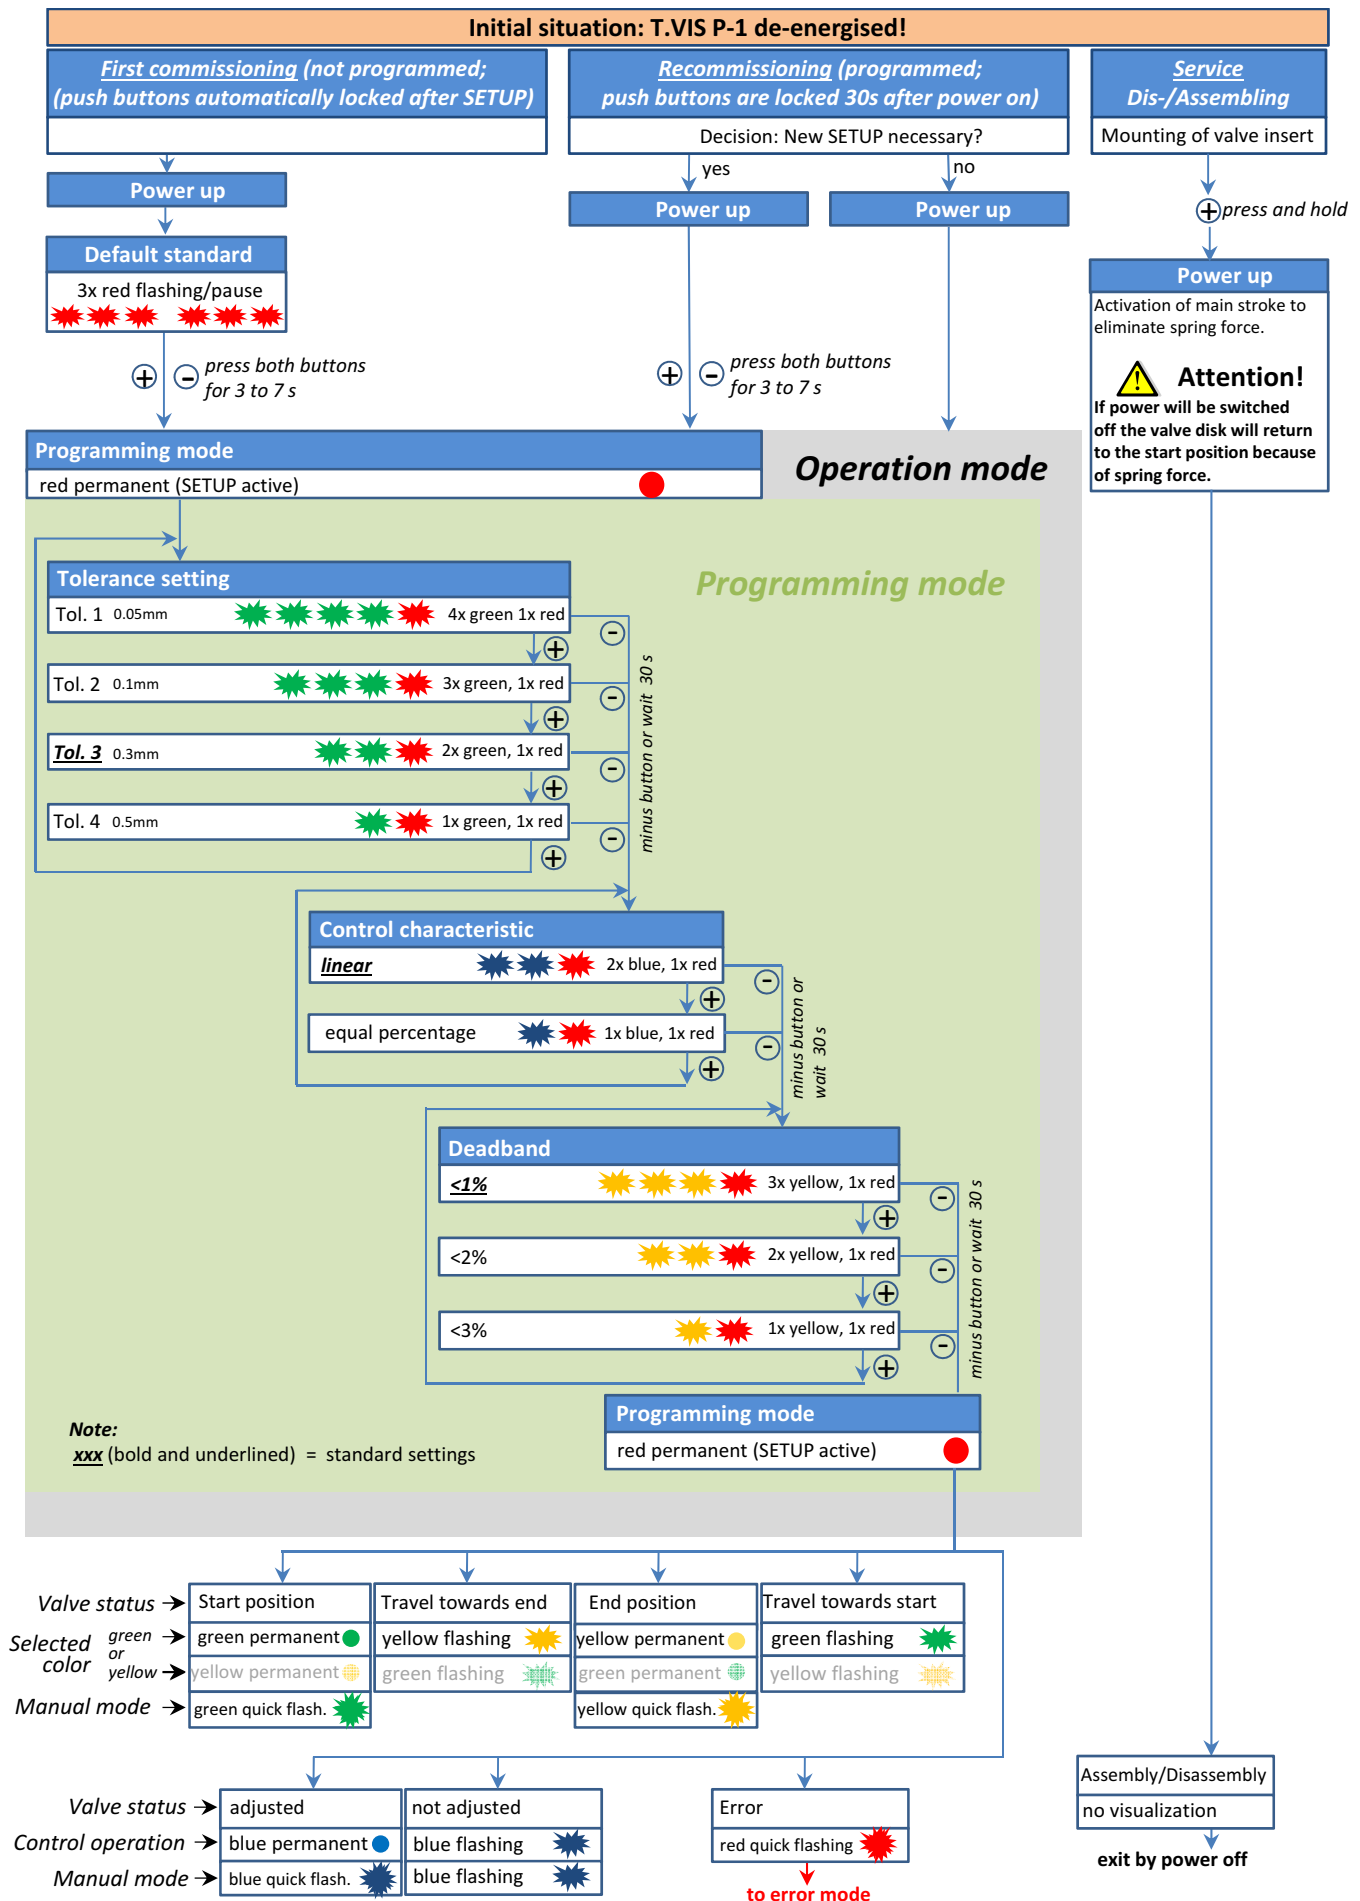 Initial situation: T.VIS P-1 de-energised!
First commissioning (not programmed;
(push buttons automatically locked after SETUP)
Recommissioning (programmed;
push buttons are locked 30s after power on)
Decision: New SETUP necessary?
Service
Dis-/Assembling
Mounting of valve insert
yes
no
Power up
Power up
Power up
+ press and hold
Default standard
3x red flashing/pause
Power up
Activation of main stroke to
eliminate spring force.
! Attention!
If power will be switched
off the valve disk will return
to the start position because
of spring force.
+ - press both buttons
for 3 to 7 s
+ - press both buttons
for 3 to 7 s
Programming mode
red permanent (SETUP active)
Operation mode
Programming mode
Tolerance setting
Tol. 1 0.05mm 4x green 1x red
-
+
Tol. 2 0.1mm 3x green, 1x red
-
+
Tol. 3 0.3mm 2x green, 1x red
-
+
Tol. 4 0.5mm 1x green, 1x red
-
+
minus button or wait 30 s
Control characteristic
linear 2x blue, 1x red
-
+
equal percentage 1x blue, 1x red
-
+
minus button or
wait 30 s
Deadband
<1% 3x yellow, 1x red
-
+
<2% 2x yellow, 1x red
-
+
<3% 1x yellow, 1x red
-
+
minus button or wait 30 s
Programming mode
red permanent (SETUP active)
Note:
xxx (bold and underlined) = standard settings
Valve status
Start position
Travel towards end
End position
Travel towards start
Selected
color
green
or
yellow
green permanent
yellow flashing
yellow permanent
green flashing
yellow permanent
green flashing
green permanent
yellow flashing
Manual mode
green quick flash.
yellow quick flash.
Valve status
adjusted
not adjusted
Error
Control operation
blue permanent
blue flashing
red quick flashing
Manual mode
blue quick flash.
blue flashing
to error mode
Assembly/Disassembly
no visualization
exit by power off